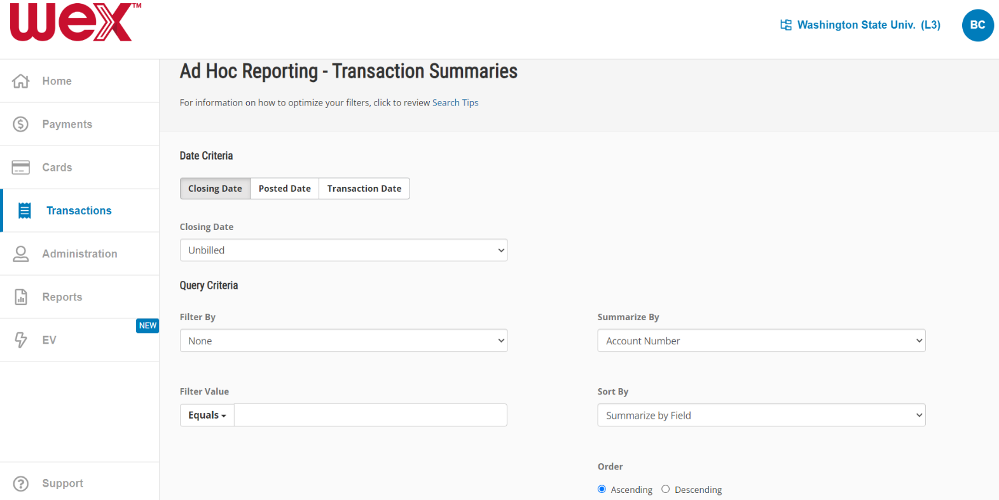 wex™
Washington State Univ. (L3)
BC
Home
Payments
Cards
Transactions
Administration
Reports
NEW
EV
Support
Ad Hoc Reporting - Transaction Summaries
For information on how to optimize your filters, click to review Search Tips
Date Criteria
Closing Date Posted Date Transaction Date
Closing Date
Unbilled
Query Criteria
Filter By
None
Summarize By
Account Number
Filter Value
Equals
Sort By
Summarize by Field
Order
Ascending Descending